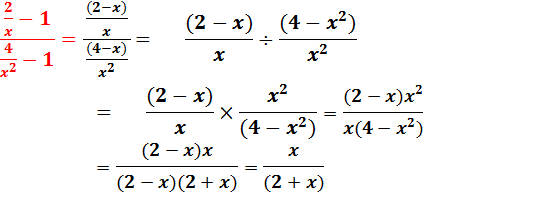 (2/x − 1)/(4/x² − 1) = ((2−x)/x)/((4−x)/x²) = (2 − x)/x ÷ (4 − x²)/x²
= (2 − x)/x × x²/(4 − x²) = (2 − x)x²/x(4 − x²)
= (2 − x)x/(2 − x)(2 + x) = x/(2 + x)